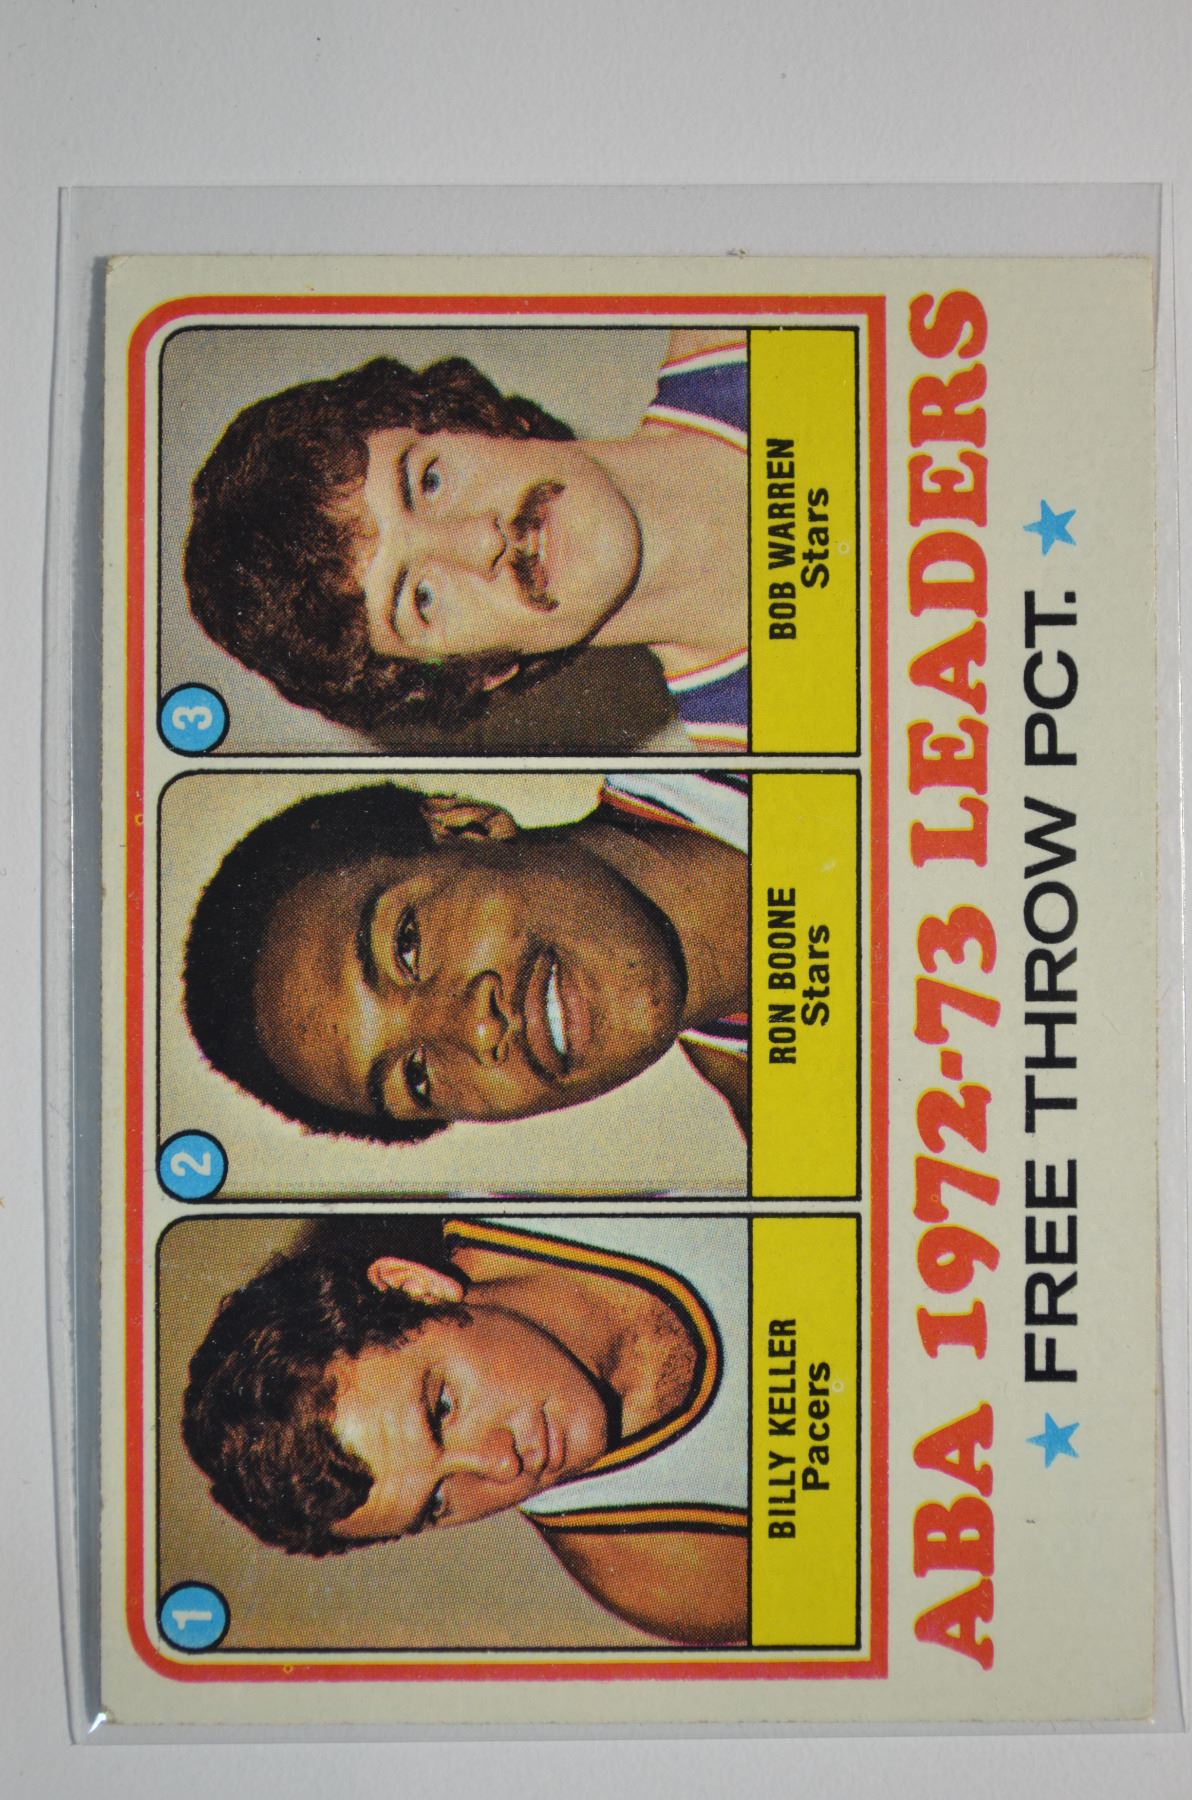 1
BILLY KELLER
Pacers
2
RON BOONE
Stars
3
BOB WARREN
Stars
ABA 1972-73 LEADERS
★ FREE THROW PCT. ★